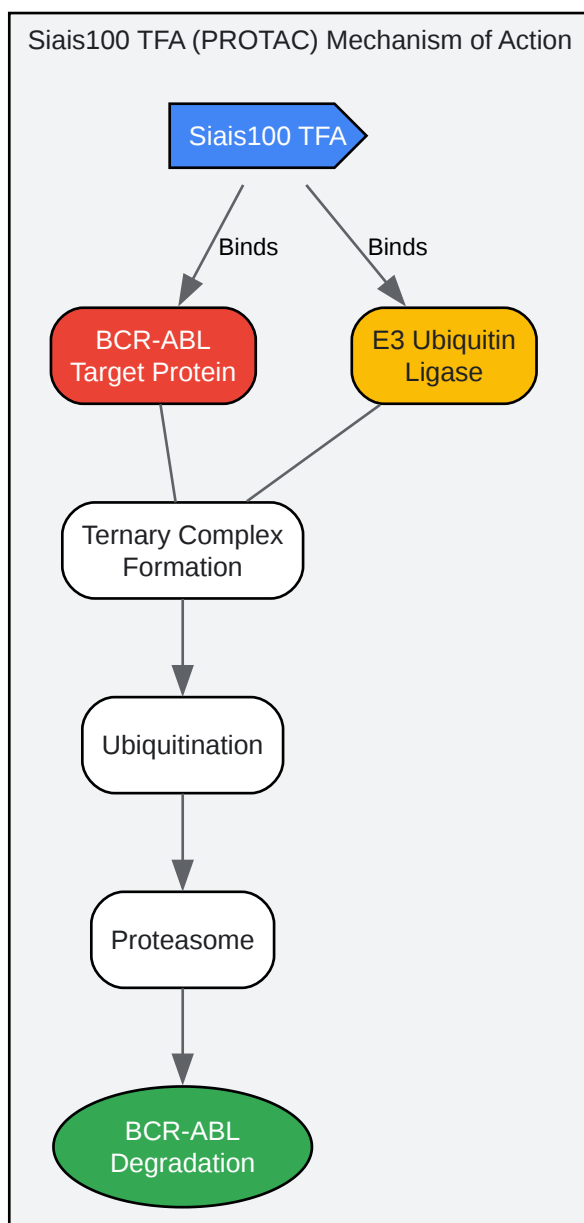 Siais100 TFA (PROTAC) Mechanism of Action
Siais100 TFA
Binds
Binds
BCR-ABL
Target Protein
E3 Ubiquitin
Ligase
Ternary Complex
Formation
Ubiquitination
Proteasome
BCR-ABL
Degradation